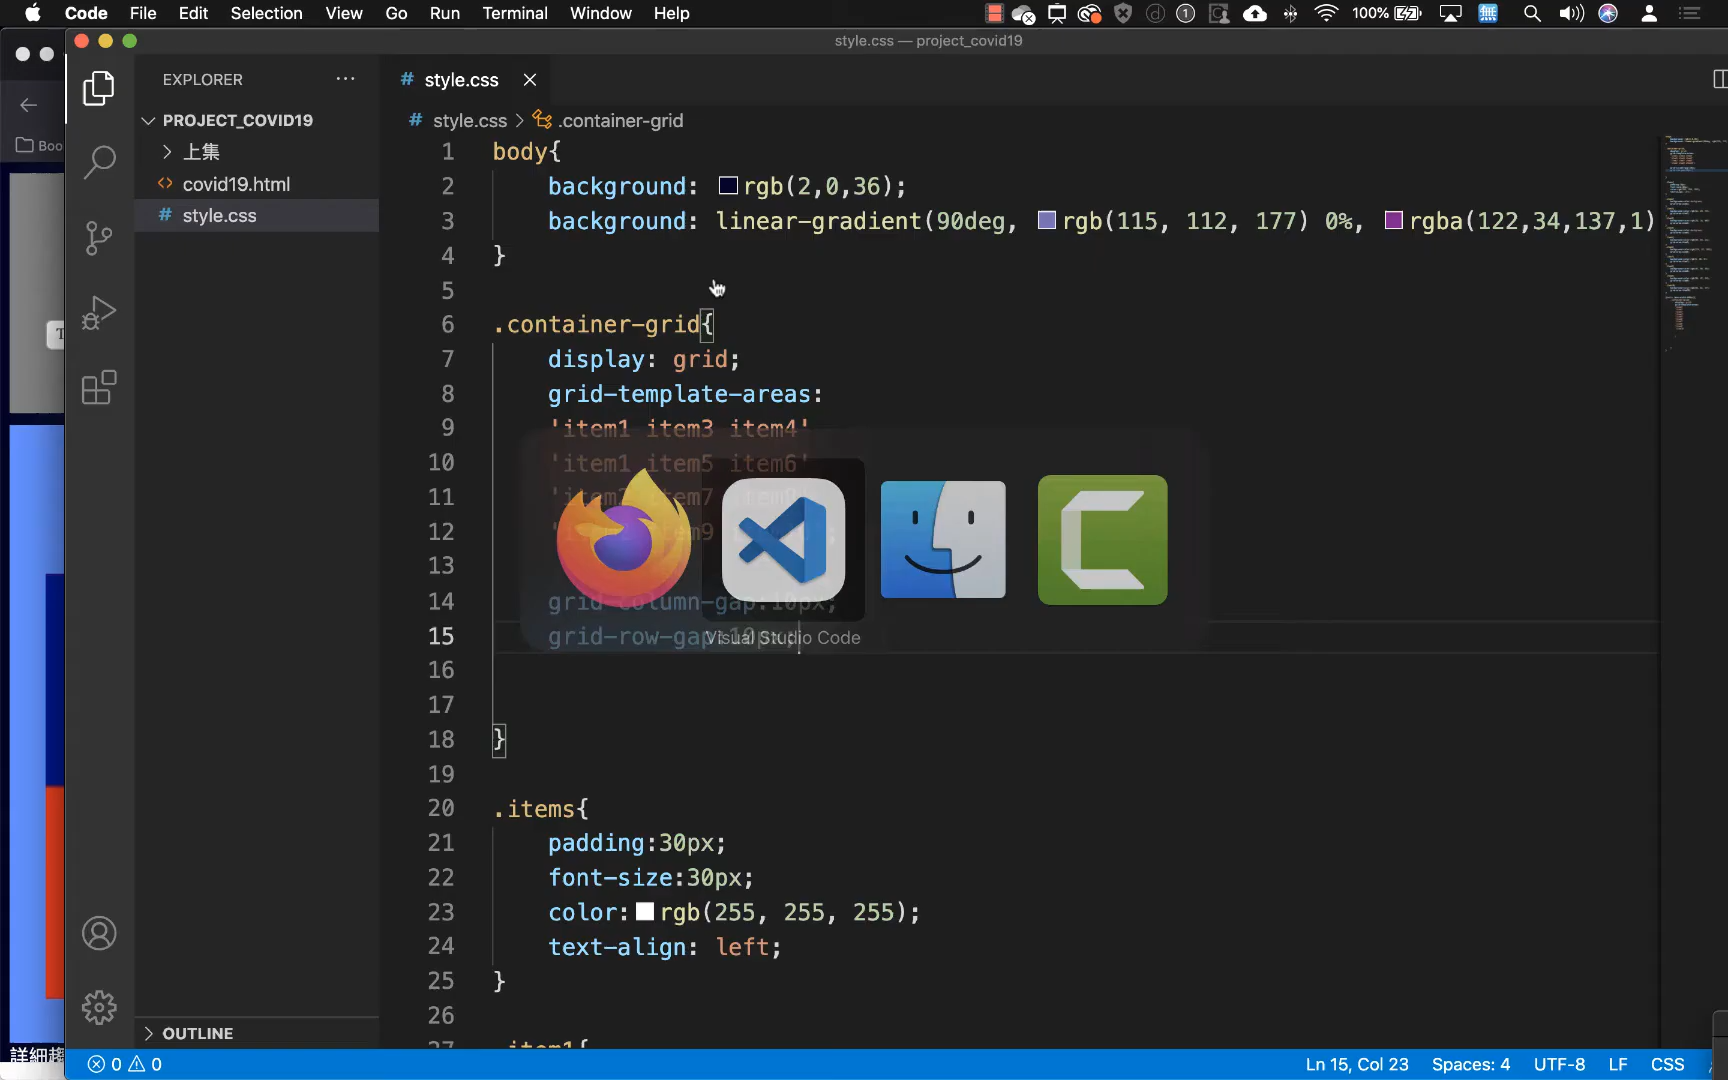 Code File Edit Selection View Go Run Terminal Window Help 100%
style.css — project_covid19
EXPLORER
style.css
PROJECT_COVID19
上集
covid19.html
style.css
OUTLINE
Boo
詳細
style.css > .container-grid
1 body{
2 background: rgb(2,0,36);
3 background: linear-gradient(90deg, rgb(115, 112, 177) 0%, rgba(122,34,137,1)
4 }
5
6 .container-grid{
7 display: grid;
8 grid-template-areas:
9 'item1 item3 item4'
10 'item1 item5 item6'
11
12
13
14 grid-column-gap:10px;
15 grid-row-gap:10px;
16
17
18 }
19
20 .items{
21 padding:30px;
22 font-size:30px;
23 color: rgb(255, 255, 255);
24 text-align: left;
25 }
26
27 .item1{
Visual Studio Code
0 0
Ln 15, Col 23 Spaces: 4 UTF-8 LF CSS